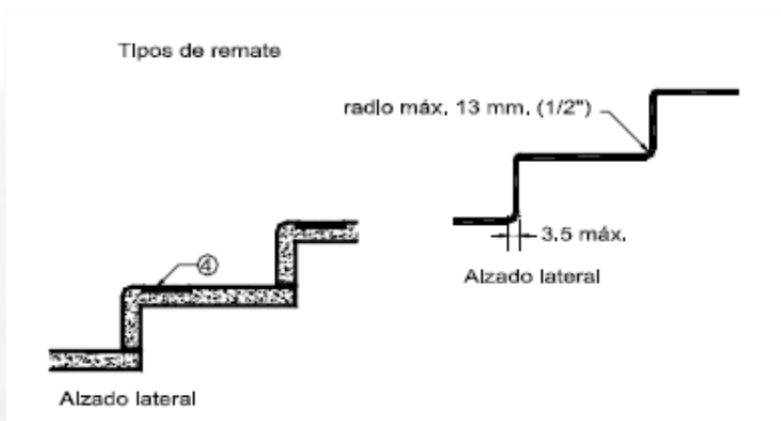 Tipos de remate
radio máx. 13 mm. (1/2")
3.5 máx.
Alzado lateral
4
Alzado lateral